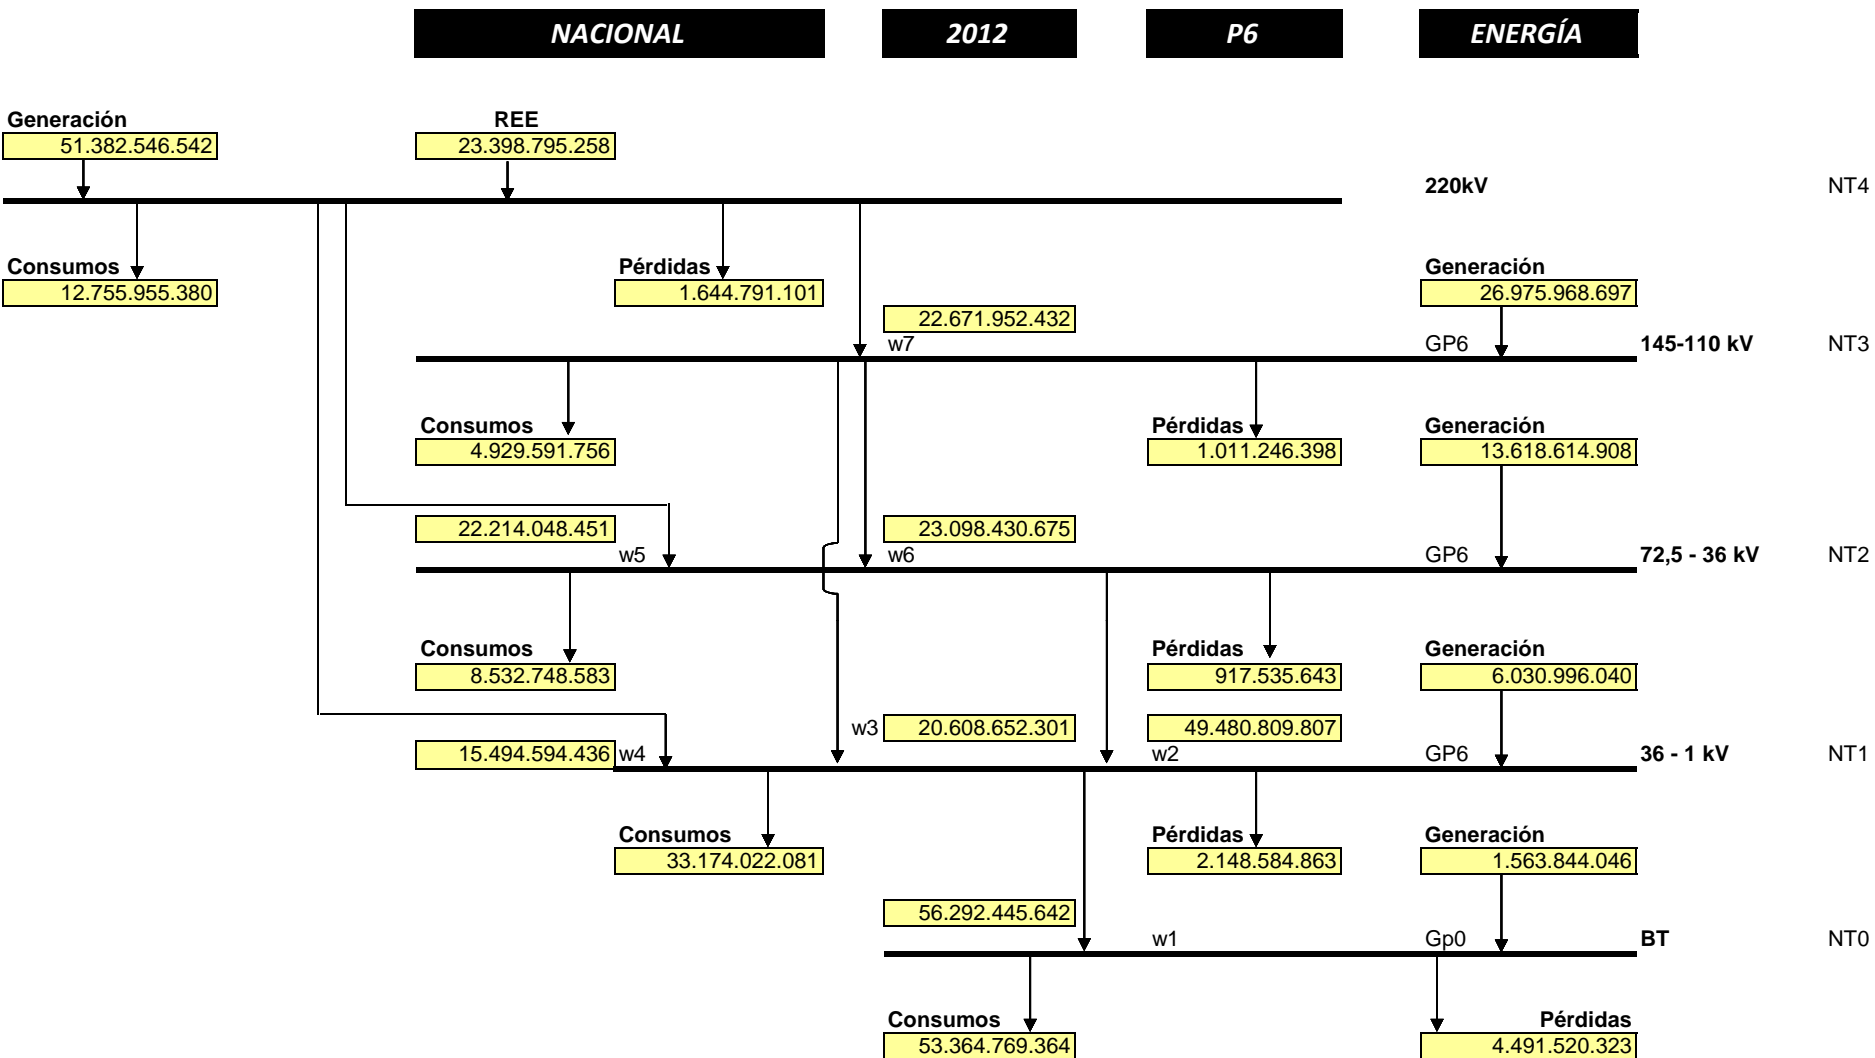 NACIONAL 2012 P6 ENERGÍA
Generación REE
51.382.546.542 23.398.795.258
220kV NT4
Consumos Pérdidas Generación
12.755.955.380 1.644.791.101 26.975.968.697
22.671.952.432
w7 GP6 145-110 kV NT3
Consumos Pérdidas Generación
4.929.591.756 1.011.246.398 13.618.614.908
22.214.048.451 23.098.430.675
w5 w6 GP6 72,5 - 36 kV NT2
Consumos Pérdidas Generación
8.532.748.583 917.535.643 6.030.996.040
w3 20.608.652.301 49.480.809.807
15.494.594.436 w4 w2 GP6 36 - 1 kV NT1
Consumos Pérdidas Generación
33.174.022.081 2.148.584.863 1.563.844.046
56.292.445.642
w1 Gp0 BT NT0
Consumos Pérdidas
53.364.769.364 4.491.520.323